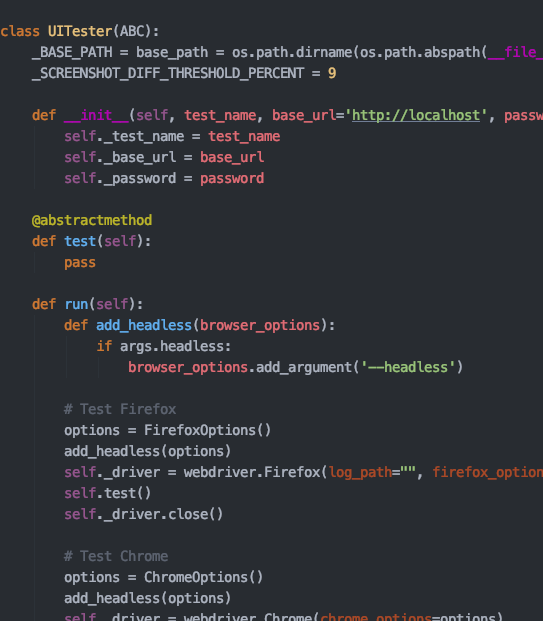 class UITester(ABC):
    _BASE_PATH = base_path = os.path.dirname(os.path.abspath(__file_
    _SCREENSHOT_DIFF_THRESHOLD_PERCENT = 9

    def __init__(self, test_name, base_url='http://localhost', passw
        self._test_name = test_name
        self._base_url = base_url
        self._password = password

    @abstractmethod
    def test(self):
        pass

    def run(self):
        def add_headless(browser_options):
            if args.headless:
                browser_options.add_argument('--headless')

        # Test Firefox
        options = FirefoxOptions()
        add_headless(options)
        self._driver = webdriver.Firefox(log_path="", firefox_option
        self.test()
        self._driver.close()

        # Test Chrome
        options = ChromeOptions()
        add_headless(options)
        self._driver = webdriver.Chrome(chrome_options=options)